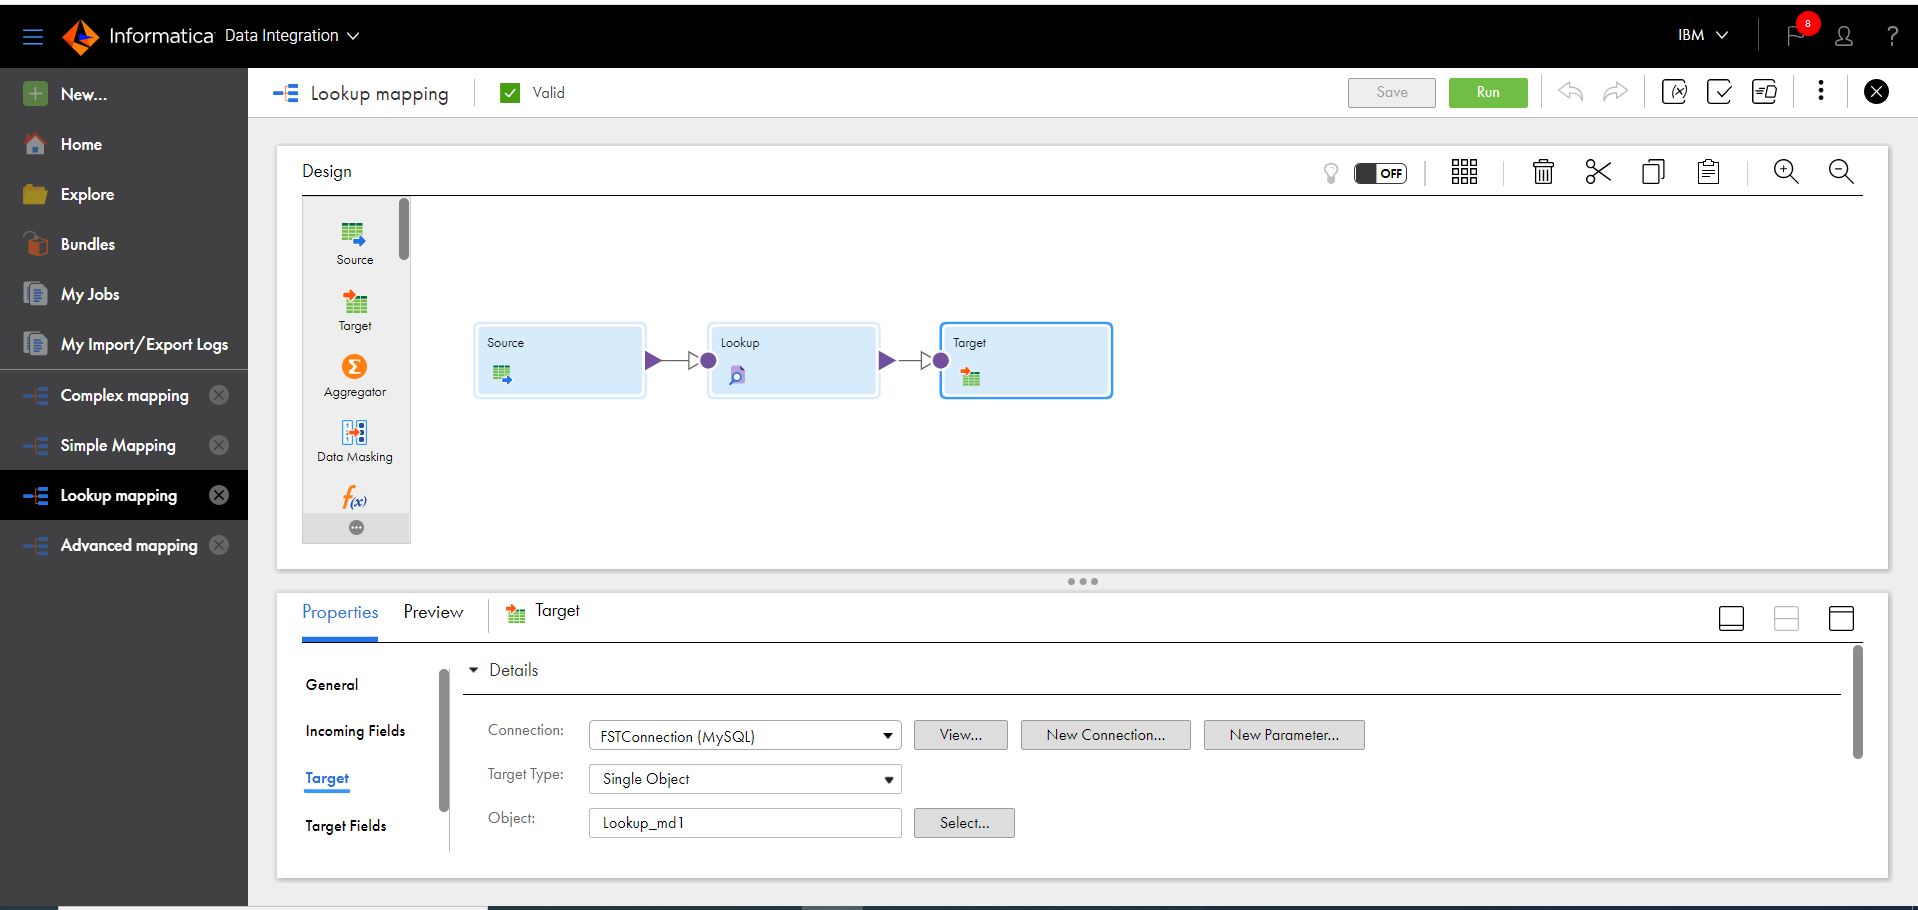 Informatica Data Integration
IBM
8
?
New...
Home
Explore
Bundles
My Jobs
My Import/Export Logs
Complex mapping
Simple Mapping
Lookup mapping
Advanced mapping
Lookup mapping
Valid
Save
Run
(x)
Design
OFF
Source
Target
Σ
Aggregator
Data Masking
f(x)
Source
Lookup
Target
Properties
Preview
Target
General
Incoming Fields
Target
Target Fields
Details
Connection:
FSTConnection (MySQL)
View...
New Connection...
New Parameter...
Target Type:
Single Object
Object:
Lookup_md1
Select...